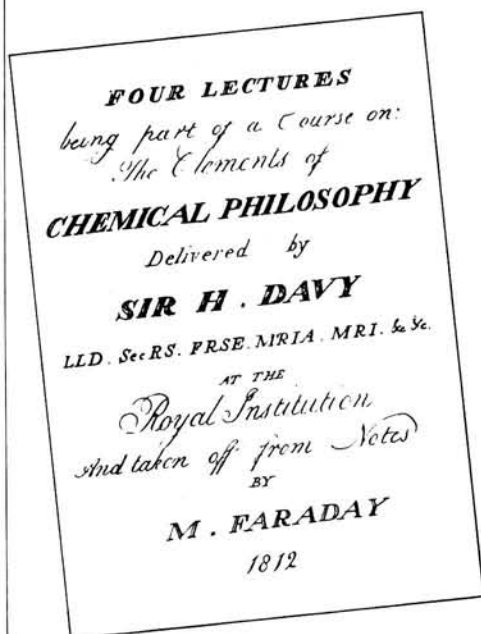 FOUR LECTURES
being part of a Course on:
The Elements of
CHEMICAL PHILOSOPHY
Delivered by
SIR H. DAVY
LLD. SecRS. FRSE. MRIA. MRI. &c &c.
AT THE
Royal Institution
And taken off from Notes
BY
M. FARADAY
1812